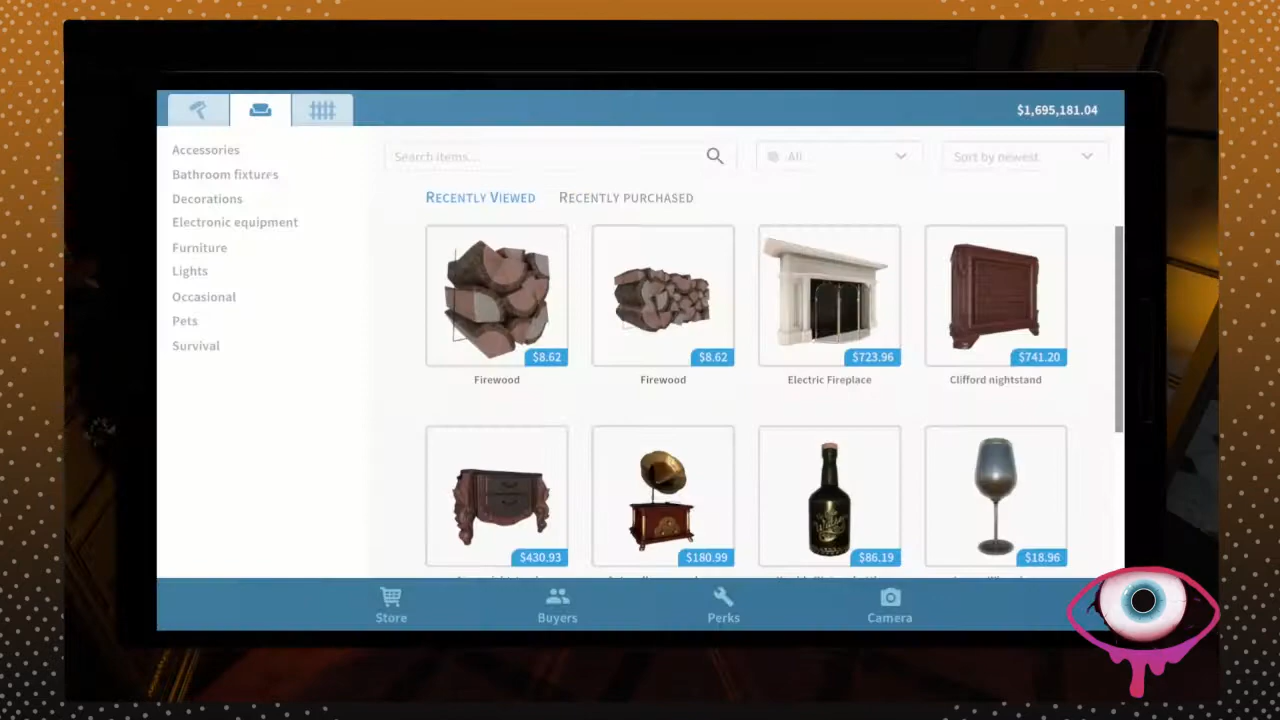 $1,695,181.04
Accessories
Bathroom fixtures
Decorations
Electronic equipment
Furniture
Lights
Occasional
Pets
Survival
Search items...
All
Sort by newest
RECENTLY VIEWED
RECENTLY PURCHASED
$8.62
$8.62
$723.96
$741.20
Firewood
Firewood
Electric Fireplace
Clifford nightstand
$430.93
$180.99
$86.19
$18.96
Store
Buyers
Perks
Camera